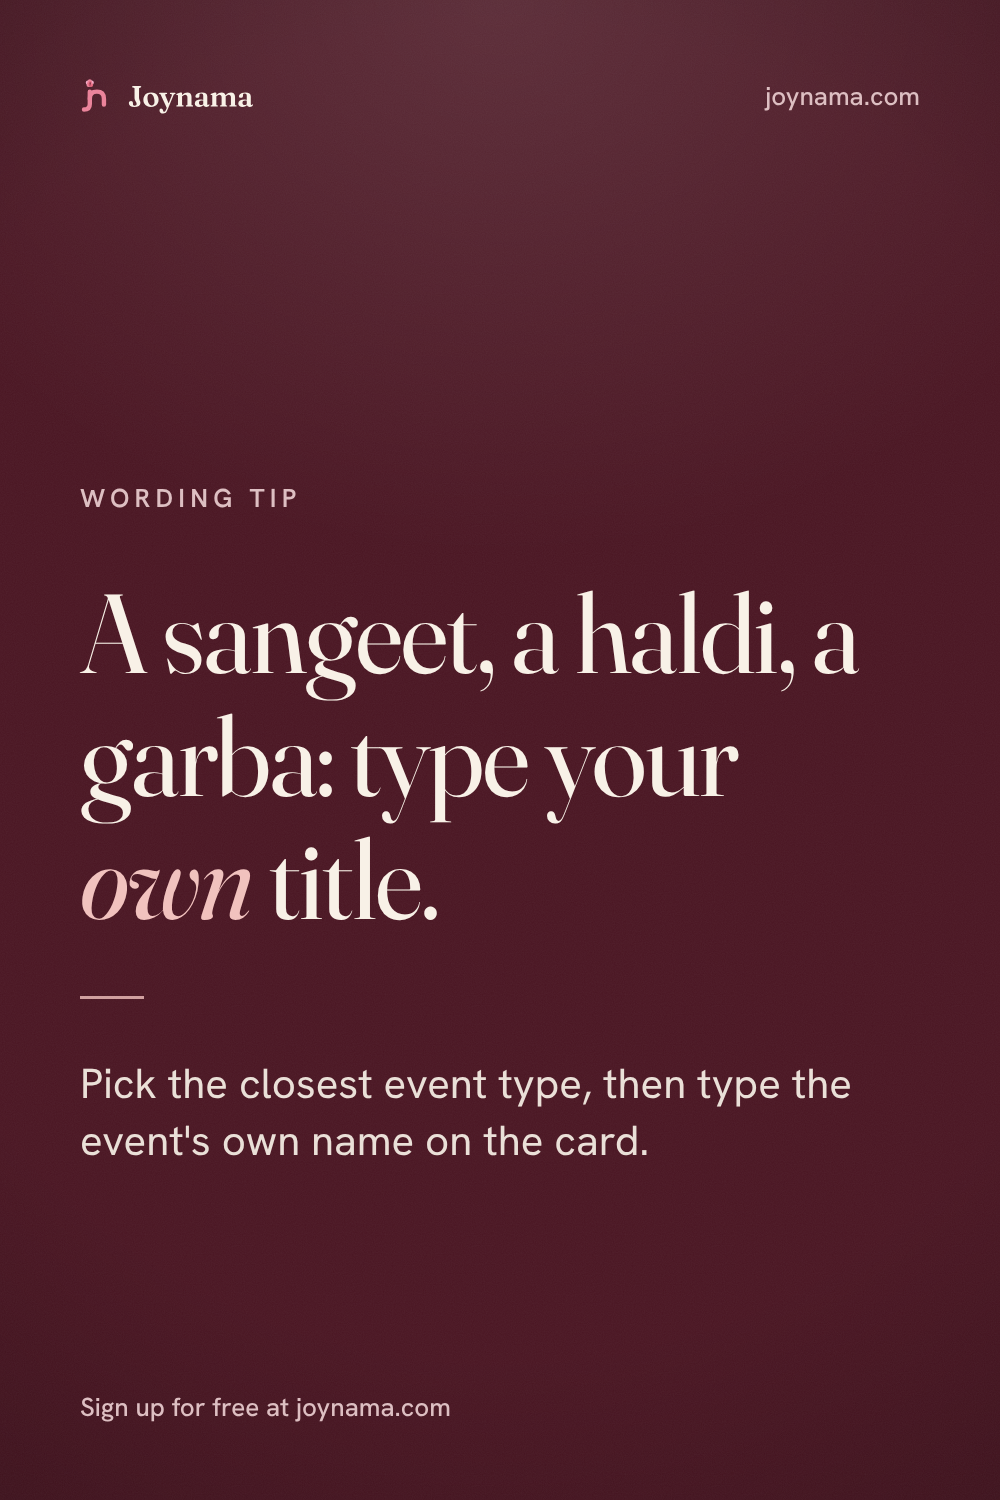 Joynama
joynama.com
WORDING TIP
A sangeet, a haldi, a
garba: type your
own title.
Pick the closest event type, then type the
event's own name on the card.
Sign up for free at joynama.com